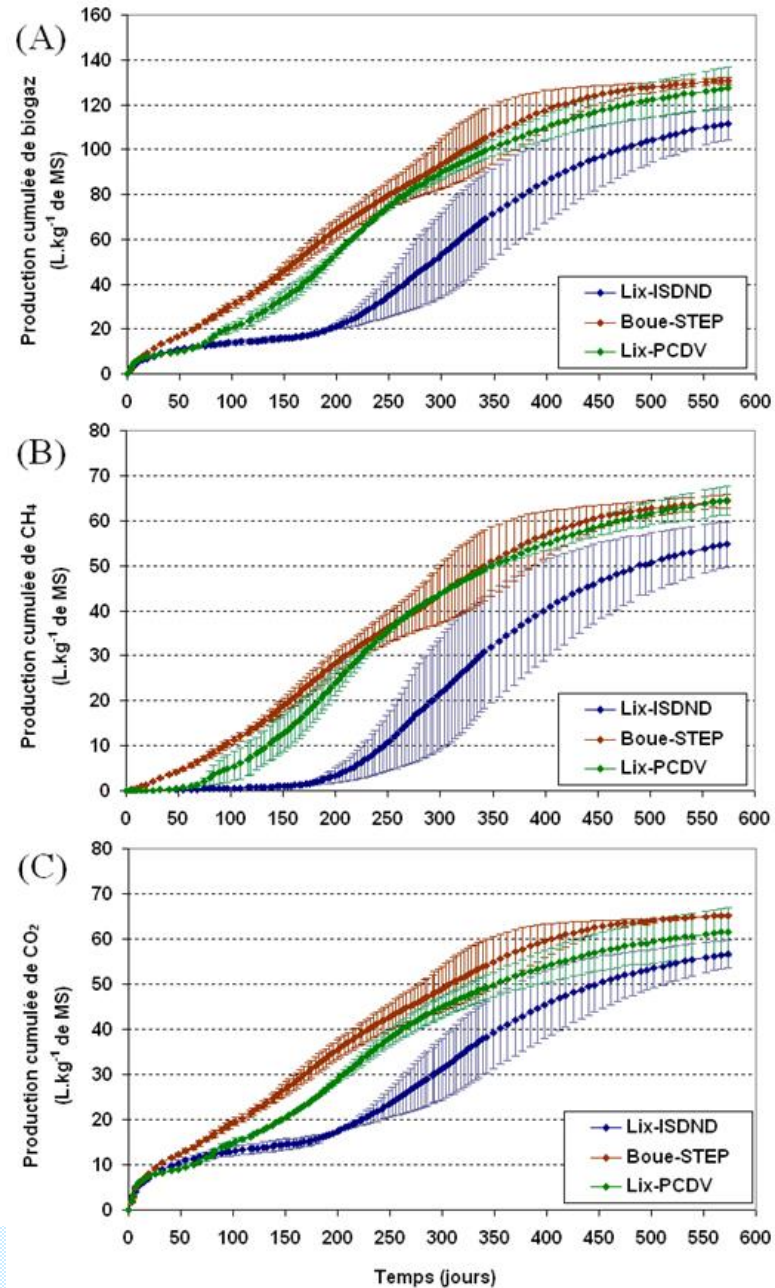 (A)
Production cumulée de biogaz
(L.kg⁻¹ de MS)
160
140
120
100
80
60
40
20
0
0 50 100 150 200 250 300 350 400 450 500 550 600
Lix-ISDND
Boue-STEP
Lix-PCDV
(B)
Production cumulée de CH₄
(L.kg⁻¹ de MS)
80
70
60
50
40
30
20
10
0
0 50 100 150 200 250 300 350 400 450 500 550 600
Lix-ISDND
Boue-STEP
Lix-PCDV
(C)
Production cumulée de CO₂
(L.kg⁻¹ de MS)
80
70
60
50
40
30
20
10
0
0 50 100 150 200 250 300 350 400 450 500 550 600
Lix-ISDND
Boue-STEP
Lix-PCDV
Temps (jours)